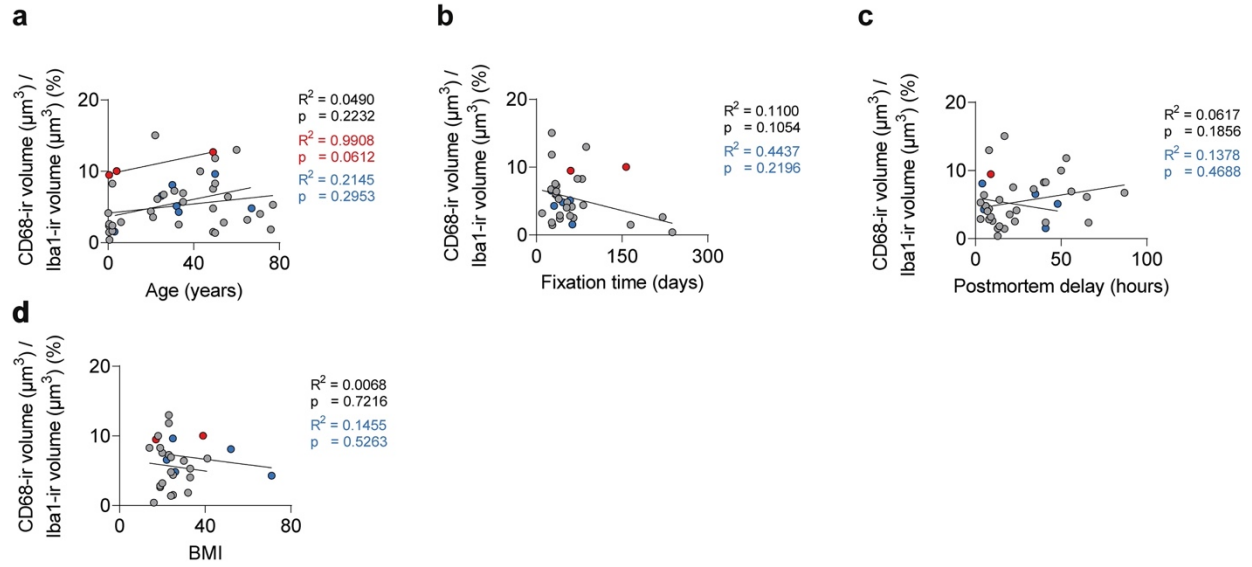 a
CD68-ir volume (µm³) /
Iba1-ir volume (µm³) (%)
20
10
0
0
40
80
Age (years)
R² = 0.0490
p = 0.2232
R² = 0.9908
p = 0.0612
R² = 0.2145
p = 0.2953
b
CD68-ir volume (µm³) /
Iba1-ir volume (µm³) (%)
20
10
0
0
150
300
Fixation time (days)
R² = 0.1100
p = 0.1054
R² = 0.4437
p = 0.2196
c
CD68-ir volume (µm³) /
Iba1-ir volume (µm³) (%)
20
10
0
0
50
100
Postmortem delay (hours)
R² = 0.0617
p = 0.1856
R² = 0.1378
p = 0.4688
d
CD68-ir volume (µm³) /
Iba1-ir volume (µm³) (%)
20
10
0
0
40
80
BMI
R² = 0.0068
p = 0.7216
R² = 0.1455
p = 0.5263